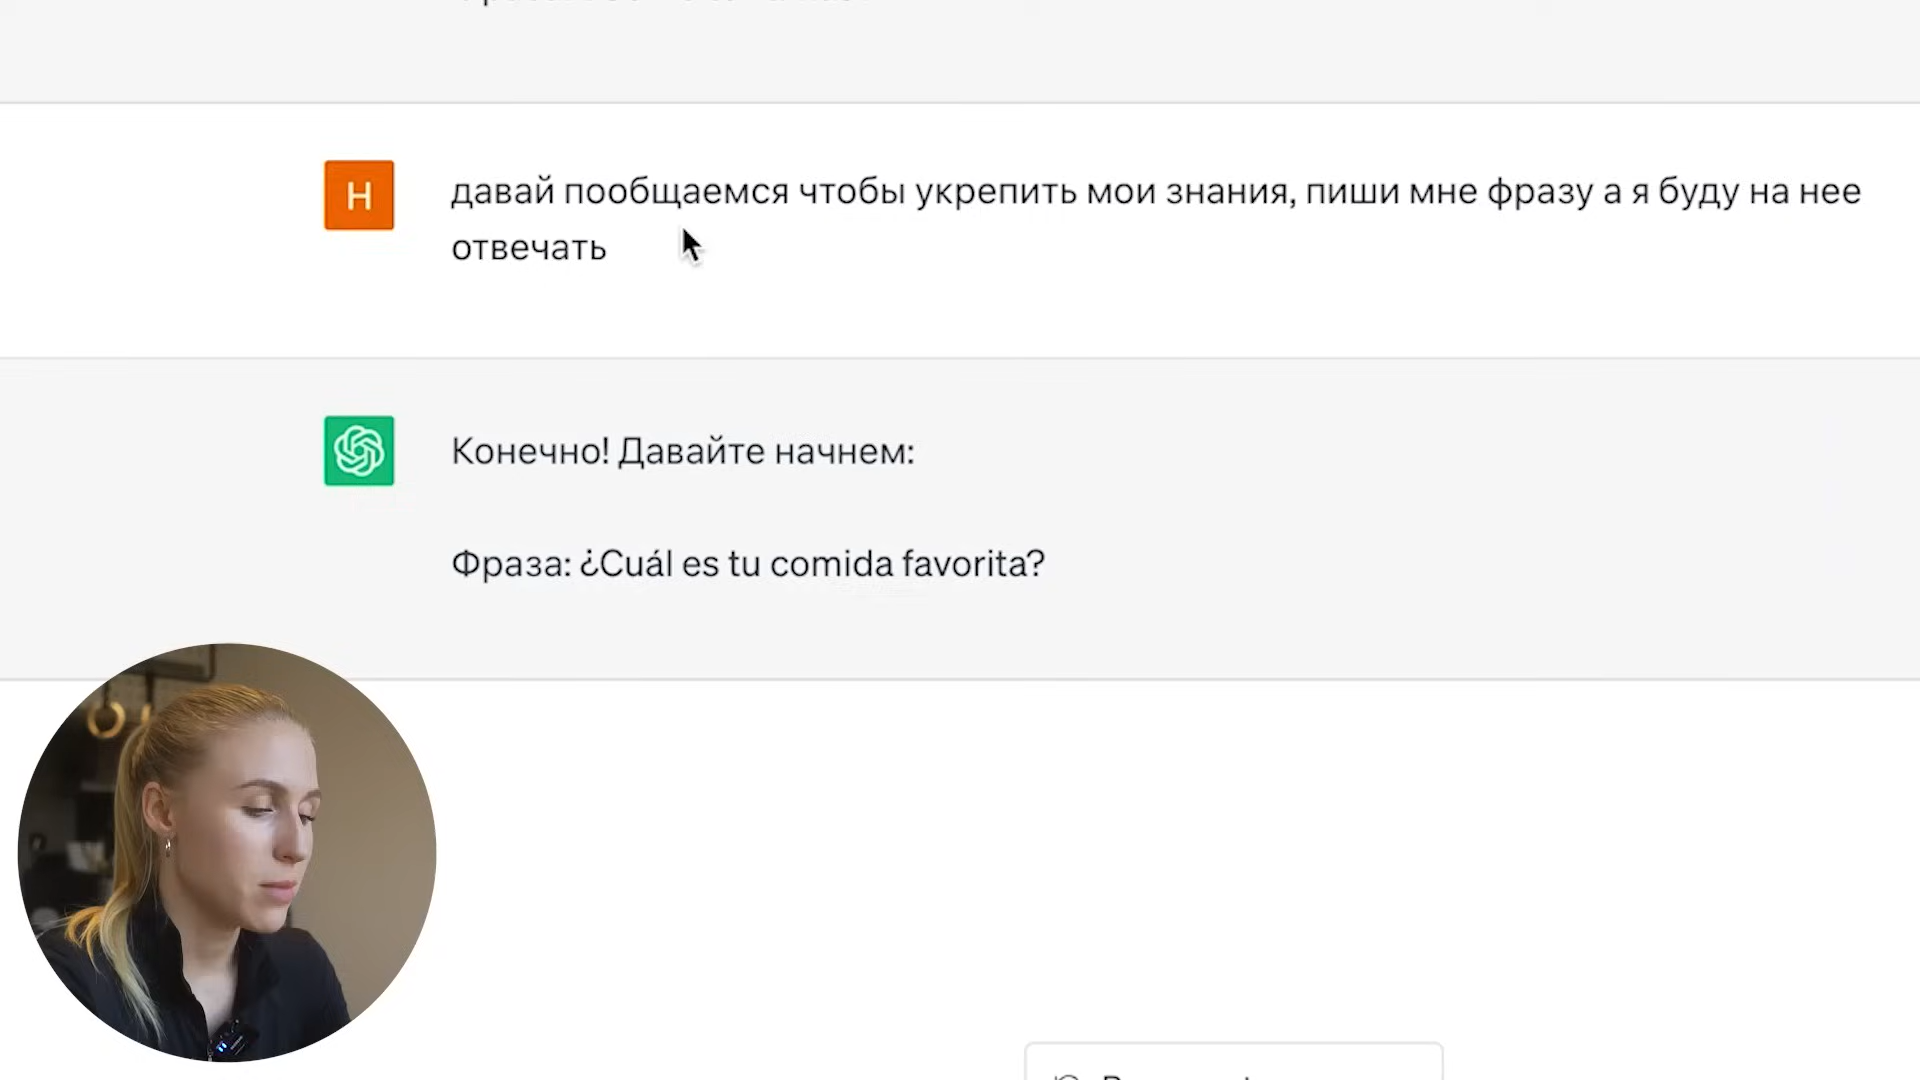 H
давай пообщаемся чтобы укрепить мои знания, пиши мне фразу а я буду на нее
отвечать
Конечно! Давайте начнем:
Фраза: ¿Cuál es tu comida favorita?